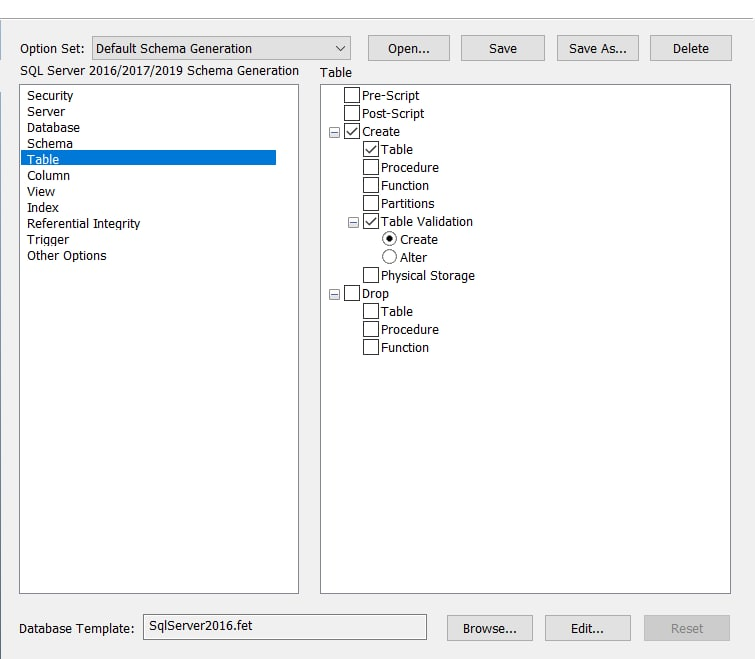 Option Set: Default Schema Generation Open... Save Save As... Delete
SQL Server 2016/2017/2019 Schema Generation
Security
Server
Database
Schema
Table
Column
View
Index
Referential Integrity
Trigger
Other Options
Table
Pre-Script
Post-Script
Create
Table
Procedure
Function
Partitions
Table Validation
Create
Alter
Physical Storage
Drop
Table
Procedure
Function
Database Template: SqlServer2016.fet Browse... Edit... Reset